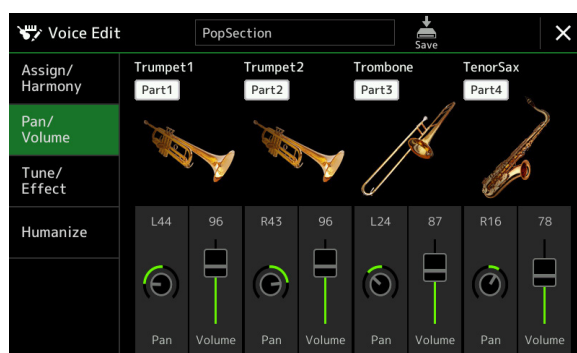 Voice Edit
PopSection
Save
Assign/
Harmony
Pan/
Volume
Tune/
Effect
Humanize
Trumpet1
Trumpet2
Trombone
TenorSax
Part1
Part2
Part3
Part4
L44 96 R43 96 L24 87 R16 78
Pan Volume Pan Volume Pan Volume Pan Volume